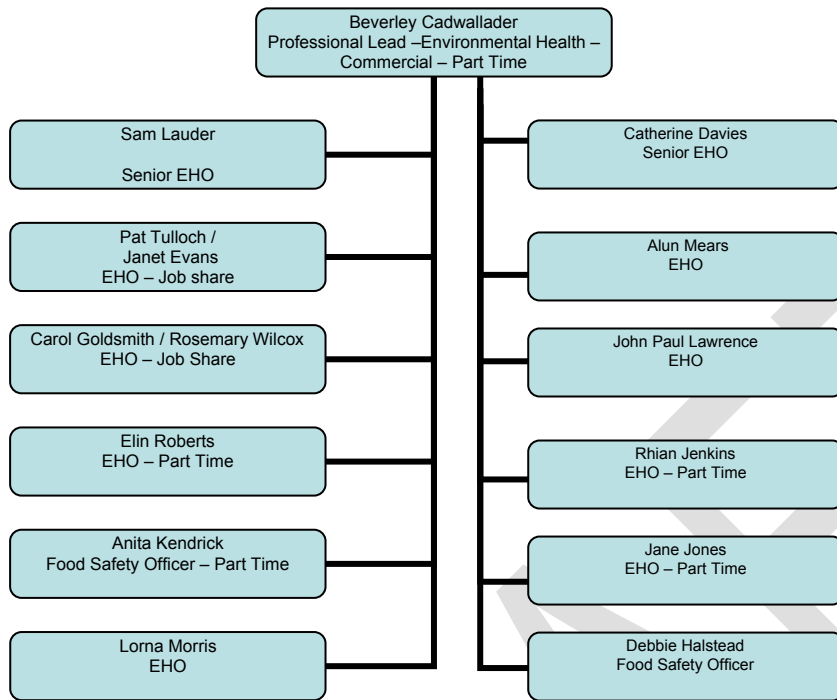 Beverley Cadwallader
Professional Lead –Environmental Health –
Commercial – Part Time
Sam Lauder
Senior EHO
Pat Tulloch /
Janet Evans
EHO – Job share
Carol Goldsmith / Rosemary Wilcox
EHO – Job Share
Elin Roberts
EHO – Part Time
Anita Kendrick
Food Safety Officer – Part Time
Lorna Morris
EHO
Catherine Davies
Senior EHO
Alun Mears
EHO
John Paul Lawrence
EHO
Rhian Jenkins
EHO – Part Time
Jane Jones
EHO – Part Time
Debbie Halstead
Food Safety Officer